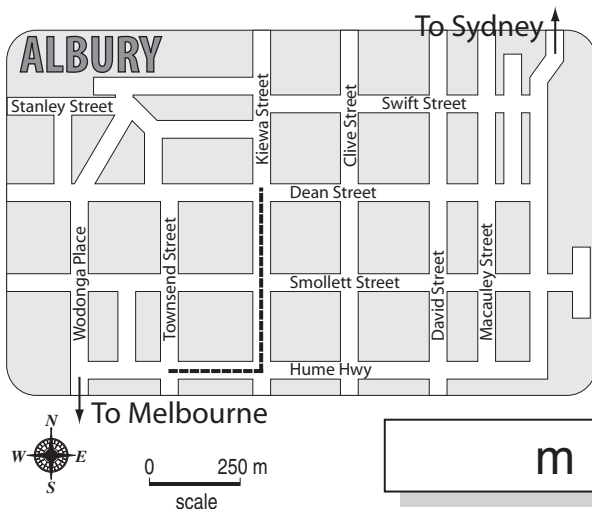 To Sydney
ALBURY
Stanley Street
Swift Street
Kiewa Street
Clive Street
Dean Street
Wodonga Place
Townsend Street
Smollett Street
David Street
Macauley Street
Hume Hwy
To Melbourne
N
W E
S
0 250 m
scale
m